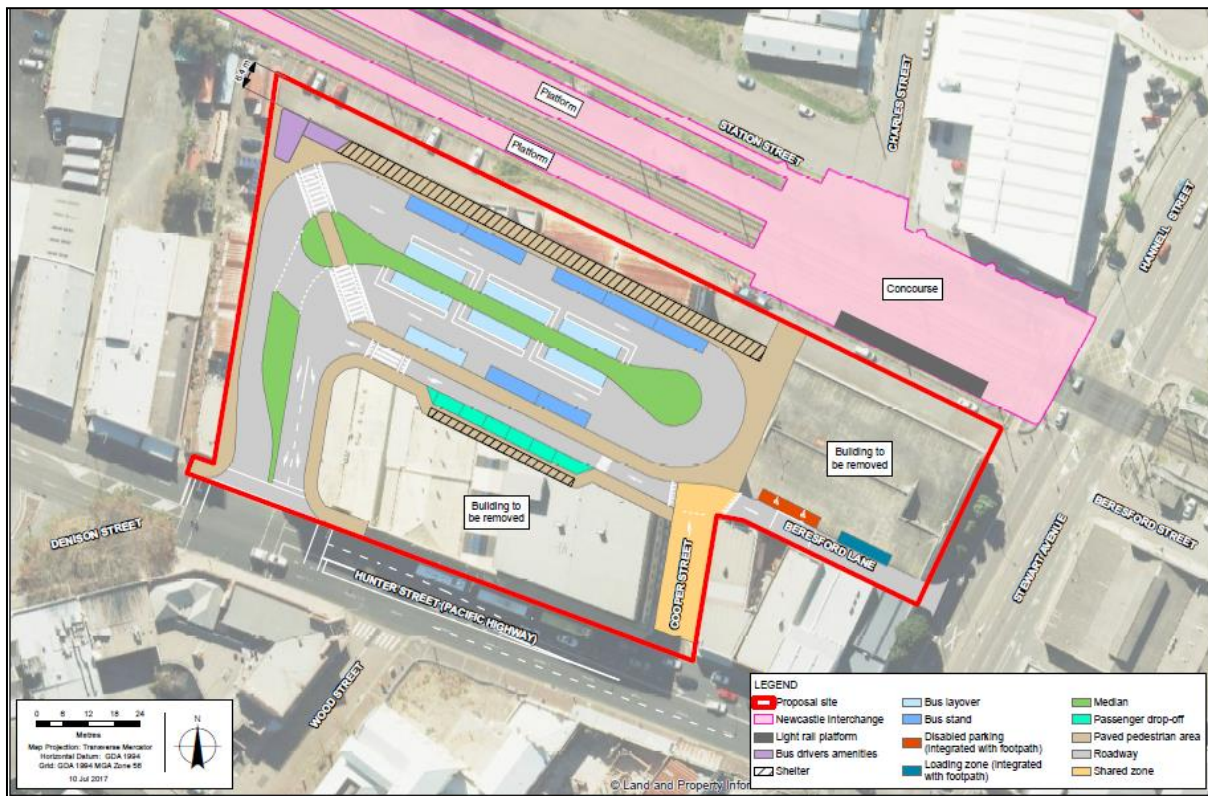 6.4 m
Platform
Platform
STATION STREET
CHARLES STREET
HANNELL STREET
Concourse
Building to
be removed
Building to
be removed
BERESFORD LANE
BERESFORD STREET
STEWART AVENUE
COOPER STREET
DENISON STREET
HUNTER STREET (PACIFIC HIGHWAY)
WOOD STREET
0 6 12 18 24
Metres
Map Projection: Transverse Mercator
Horizontal Datum: GDA 1994
Grid: GDA 1994 MGA Zone 56
10 Jul 2017
N
LEGEND
Proposal site
Newcastle Interchange
Light rail platform
Bus drivers amenities
Shelter
Bus layover
Bus stand
Disabled parking
(integrated with footpath)
Loading zone (integrated
with footpath)
Median
Passenger drop-off
Paved pedestrian area
Roadway
Shared zone
© Land and Property